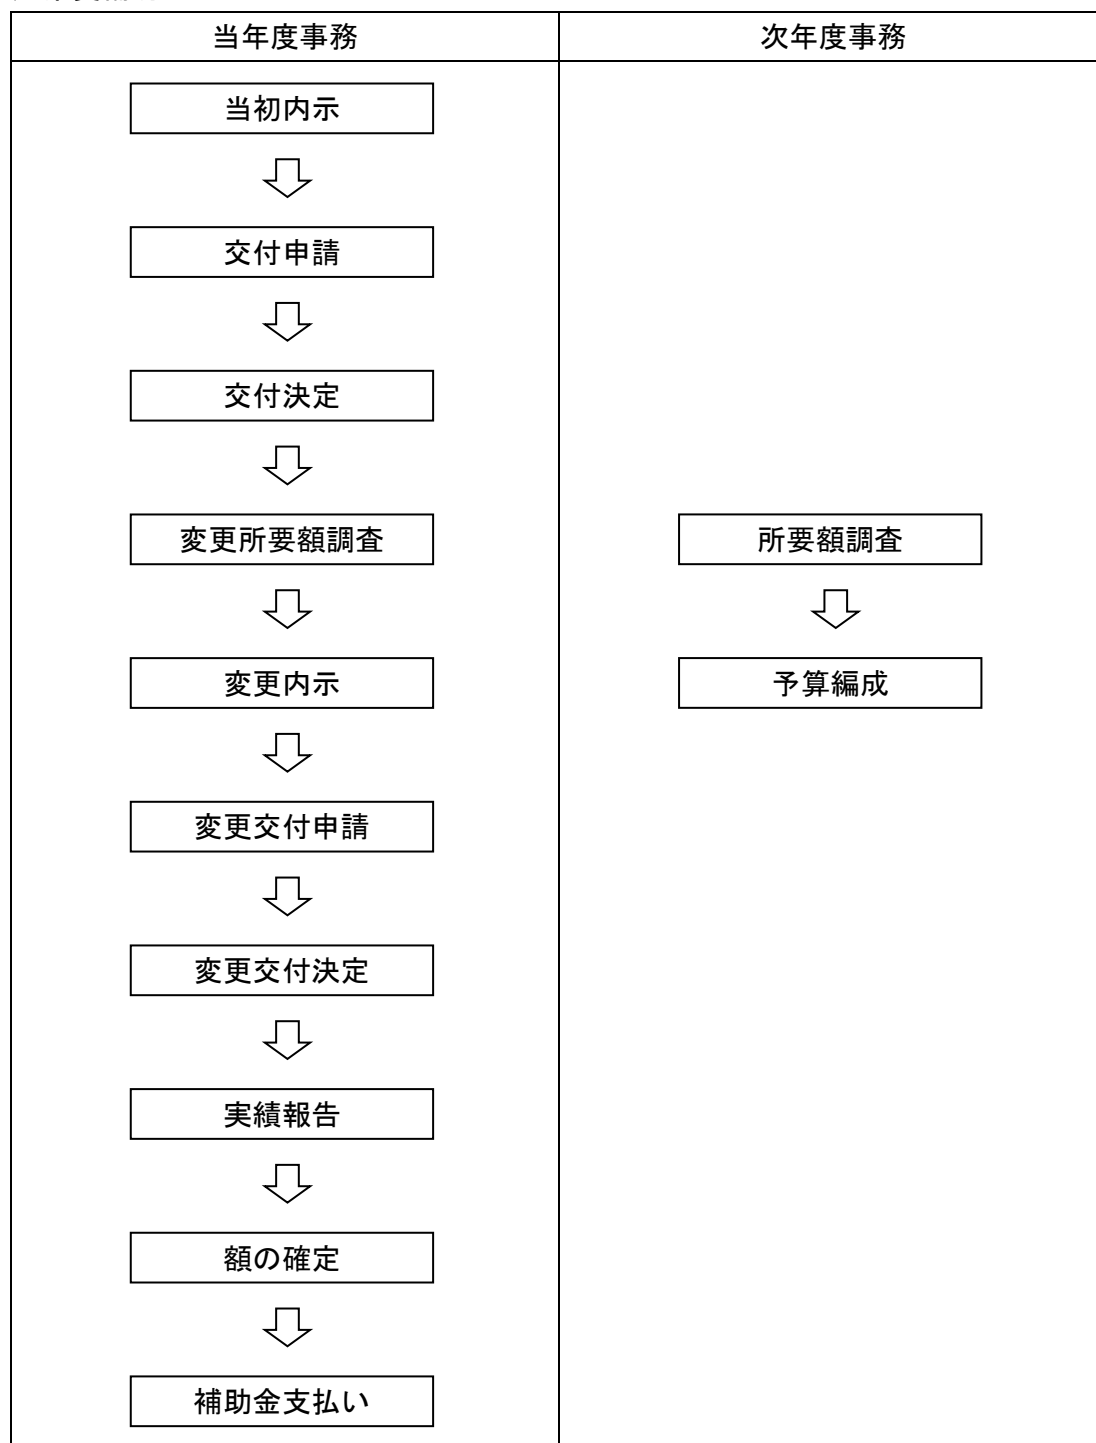 当年度事務
次年度事務
当初内示
交付申請
交付決定
変更所要額調査
変更内示
変更交付申請
変更交付決定
実績報告
額の確定
補助金支払い
所要額調査
予算編成